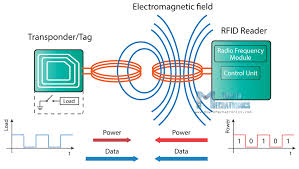 Electromagnetic field
Transponder/Tag
RFID Reader
Radio Frequency
Module
Control Unit
Load
Load
Power
Power
Power
1 0 1 0 1
Data
Data
t
t